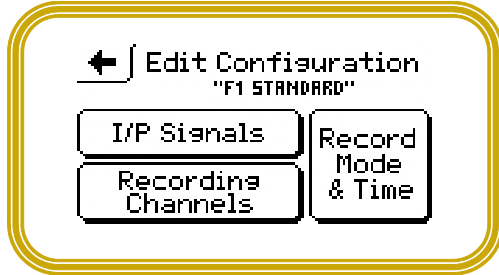 Edit Configuration
"F1 STANDARD"
I/P Signals
Recording
Channels
Record
Mode
& Time